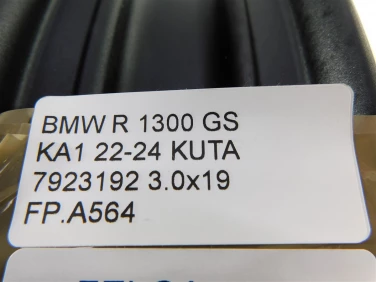 BMW R 1300 GS
KA1 22-24 KUTA
7923192 3.0x19
FP.A564